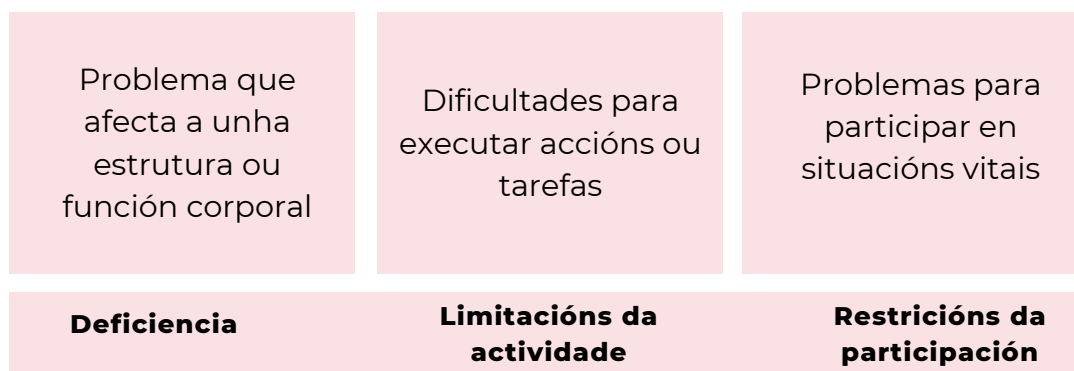 Problema que
afecta a unha
estrutura ou
función corporal
Dificultades para
executar accións ou
tarefas
Problemas para
participar en
situacións vitais
Deficiencia
Limitacións da
actividade
Restricións da
participación